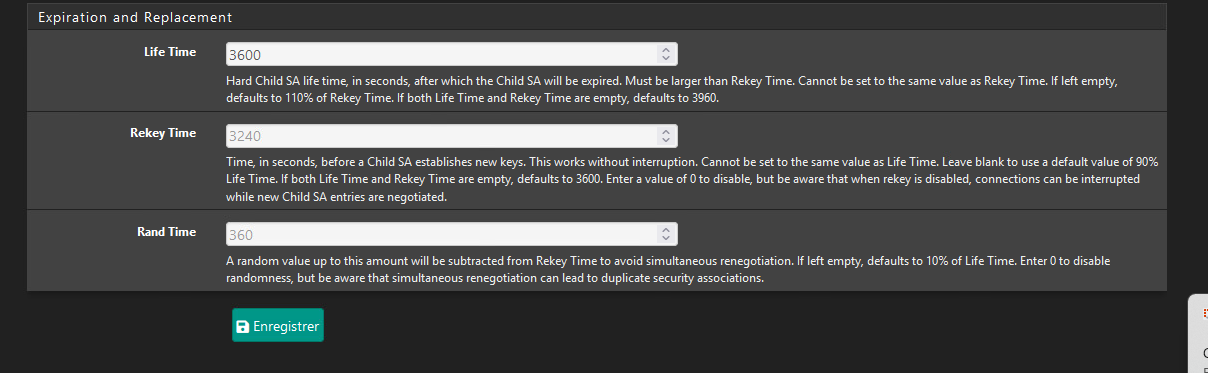 Expiration and Replacement
Life Time
3600
Hard Child SA life time, in seconds, after which the Child SA will be expired. Must be larger than Rekey Time. Cannot be set to the same value as Rekey Time. If left empty,
defaults to 110% of Rekey Time. If both Life Time and Rekey Time are empty, defaults to 3960.
Rekey Time
3240
Time, in seconds, before a Child SA establishes new keys. This works without interruption. Cannot be set to the same value as Life Time. Leave blank to use a default value of 90%
Life Time. If both Life Time and Rekey Time are empty, defaults to 3600. Enter a value of 0 to disable, but be aware that when rekey is disabled, connections can be interrupted
while new Child SA entries are negotiated.
Rand Time
360
A random value up to this amount will be subtracted from Rekey Time to avoid simultaneous renegotiation. If left empty, defaults to 10% of Life Time. Enter 0 to disable
randomness, but be aware that simultaneous renegotiation can lead to duplicate security associations.
Enregistrer